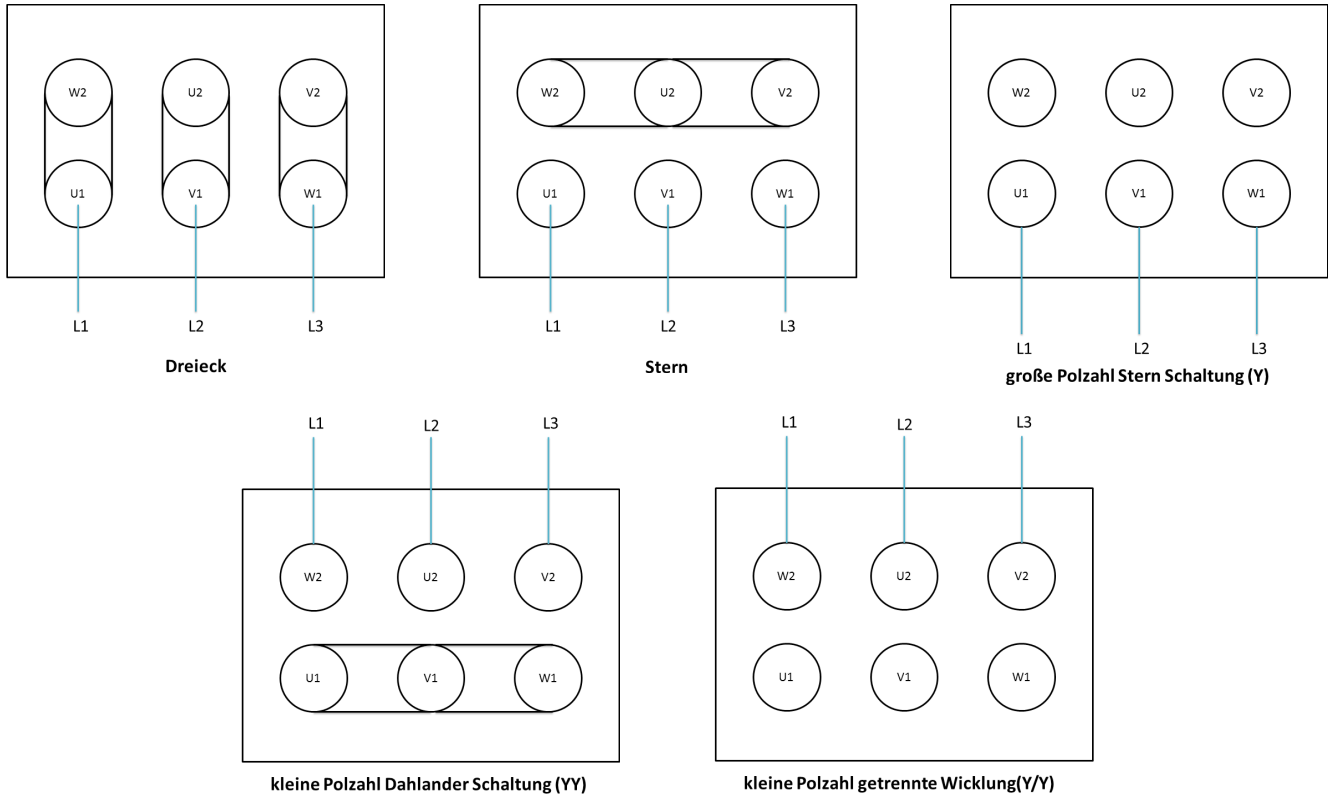 W2 U2 V2
U1 V1 W1
L1 L2 L3
Dreieck
W2 U2 V2
U1 V1 W1
L1 L2 L3
Stern
W2 U2 V2
U1 V1 W1
L1 L2 L3
große Polzahl Stern Schaltung (Y)
L1 L2 L3
W2 U2 V2
U1 V1 W1
kleine Polzahl Dahlander Schaltung (YY)
L1 L2 L3
W2 U2 V2
U1 V1 W1
kleine Polzahl getrennte Wicklung(Y/Y)